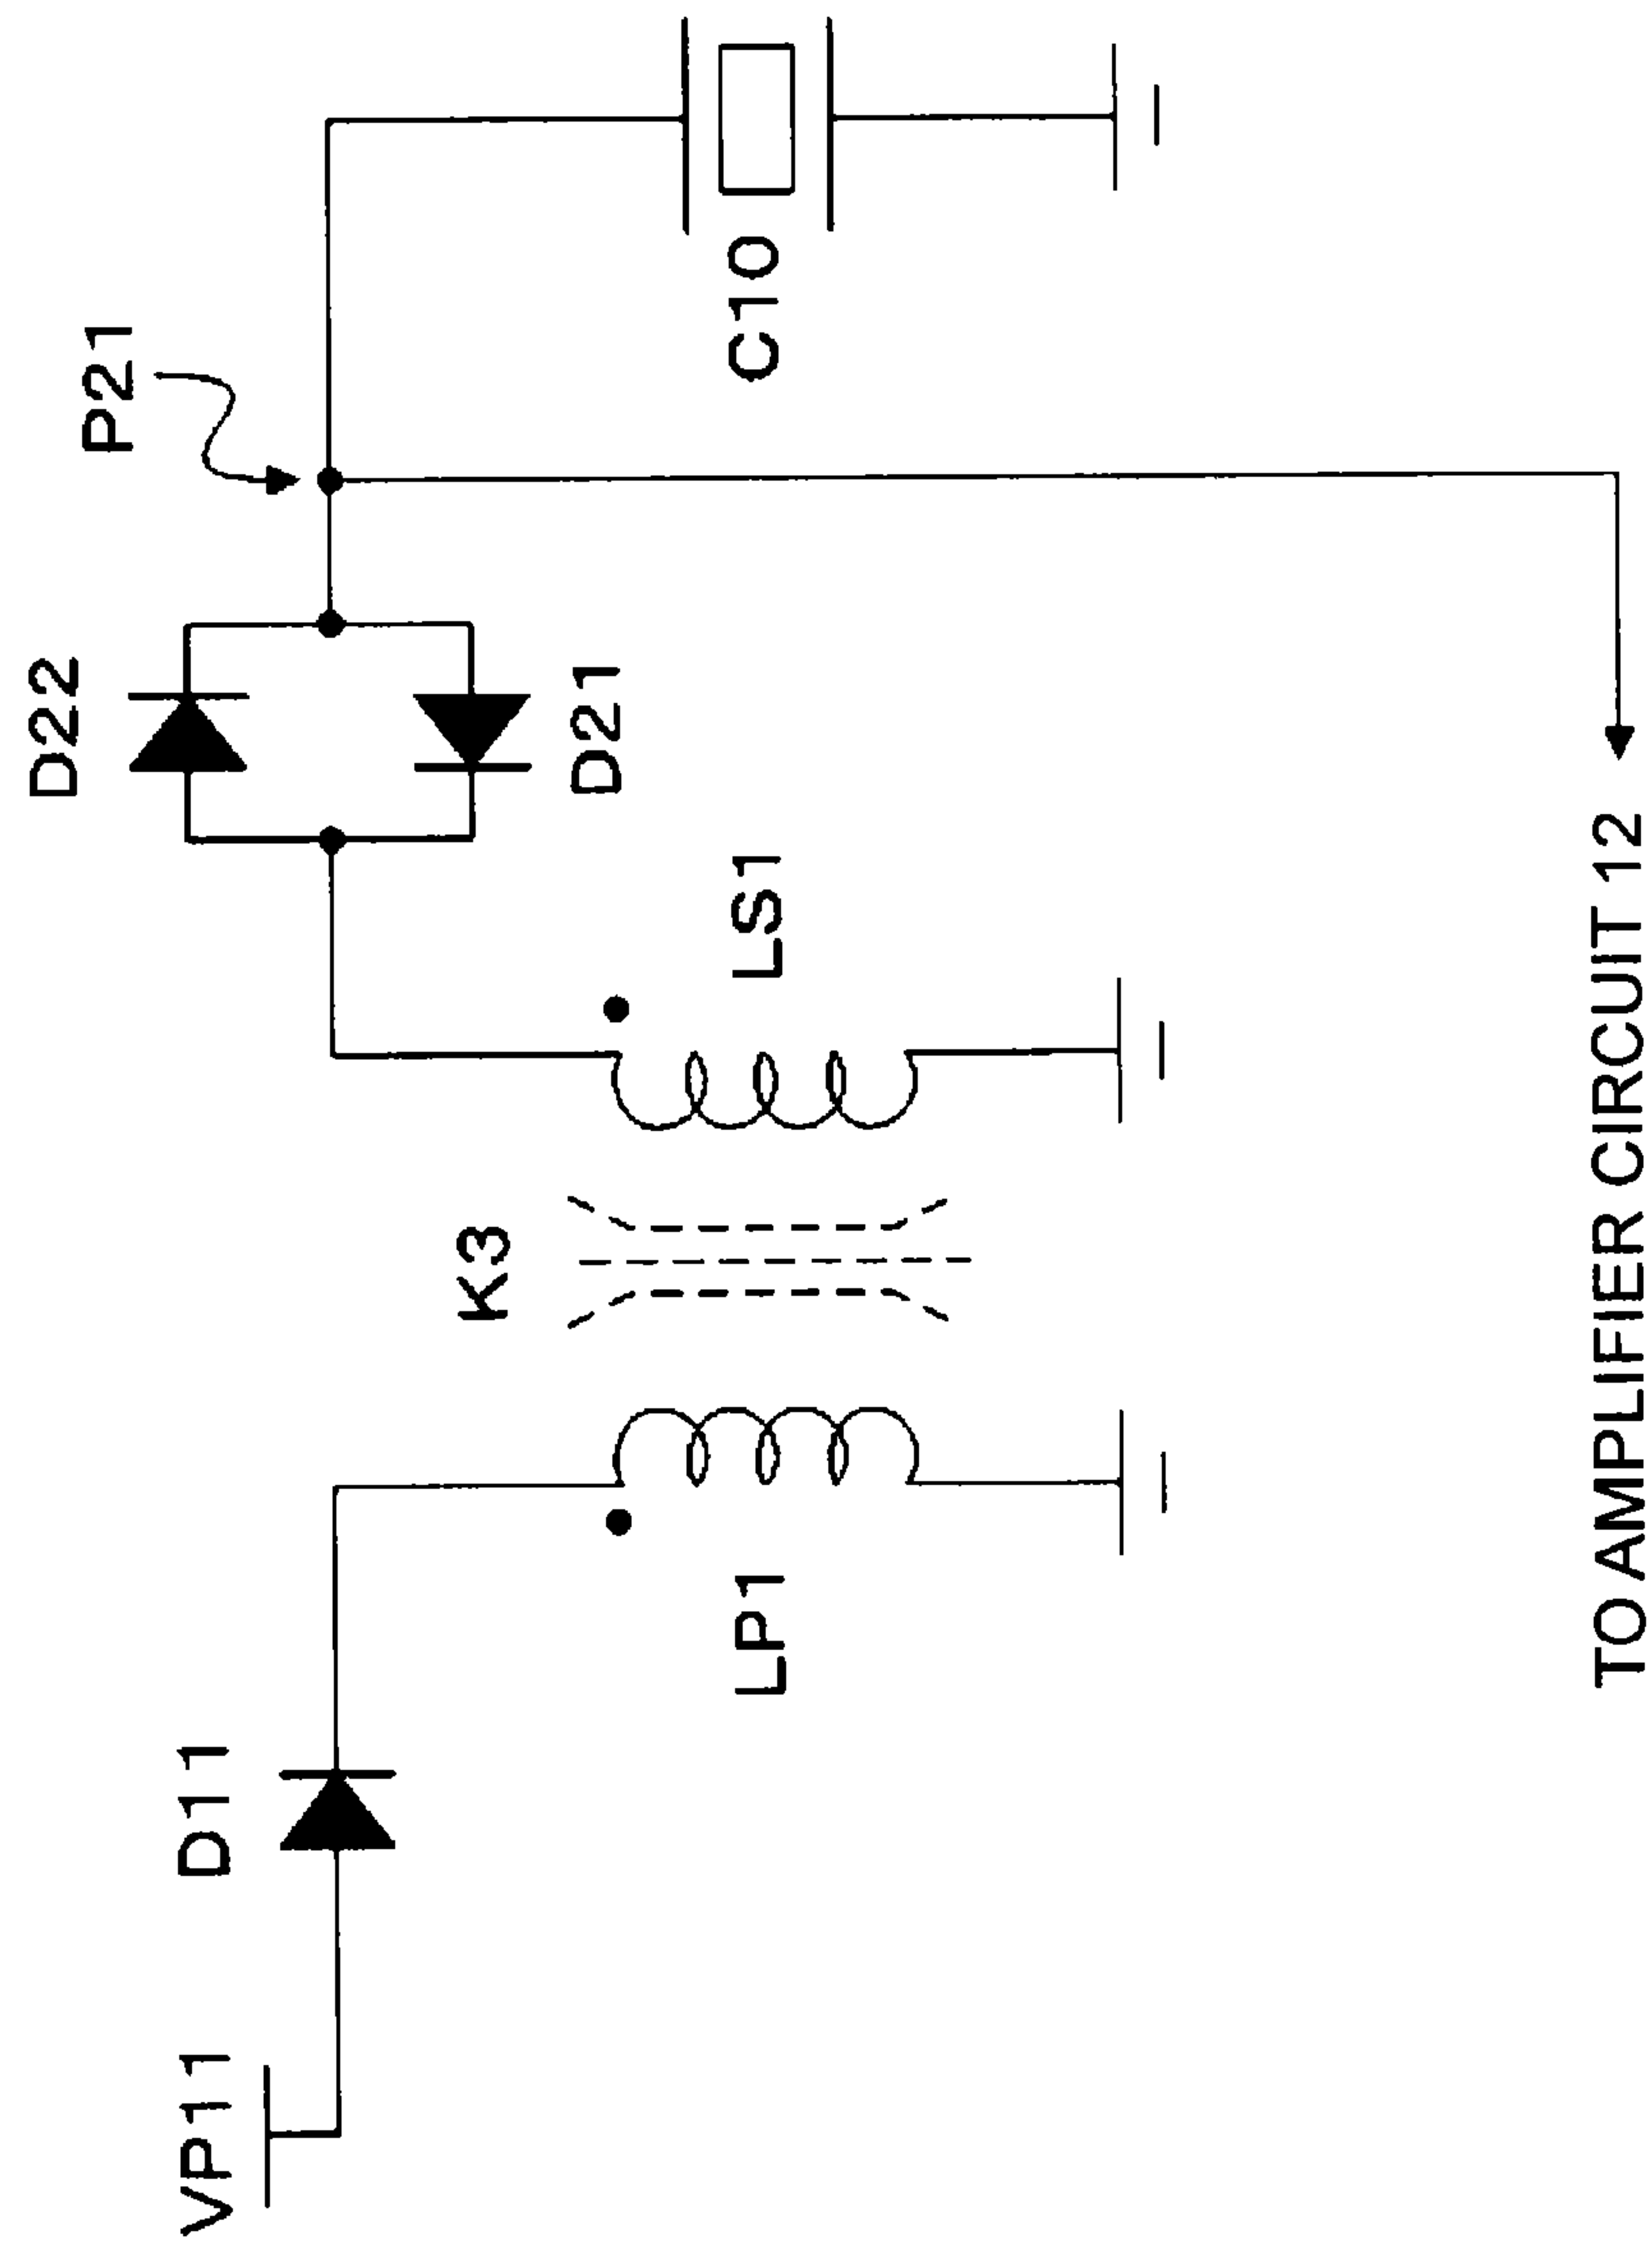 VP11
D11
LP1
K3
LS1
D22
D21
P21
C10
TO AMPLIFIER CIRCUIT 12